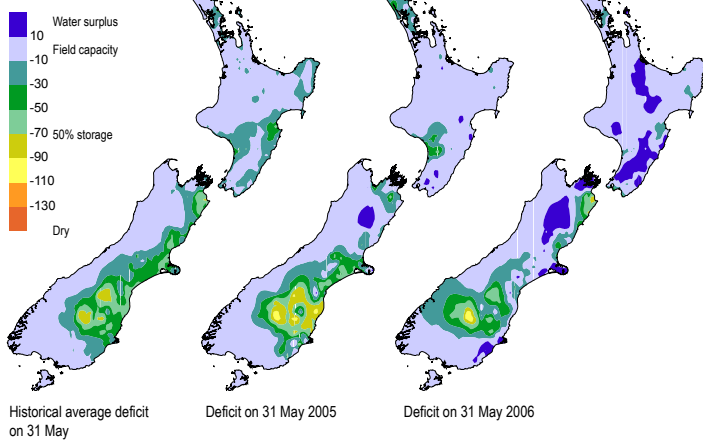 Water surplus
10
Field capacity
-10
-30
-50
-70
50% storage
-90
-110
-130
Dry
Historical average deficit
on 31 May
Deficit on 31 May 2005
Deficit on 31 May 2006